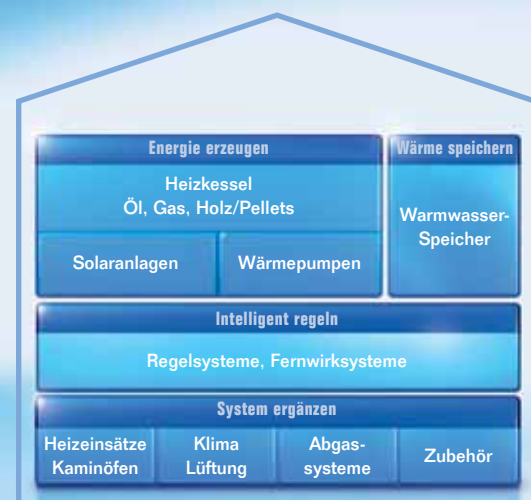 Energie erzeugen
Heizkessel
Öl, Gas, Holz/Pellets
Solaranlagen
Wärmepumpen
Wärme speichern
Warmwasser-
Speicher
Intelligent regeln
Regelsysteme, Fernwirksysteme
System ergänzen
Heizeinsätze
Kaminöfen
Klima
Lüftung
Abgas-
systeme
Zubehör